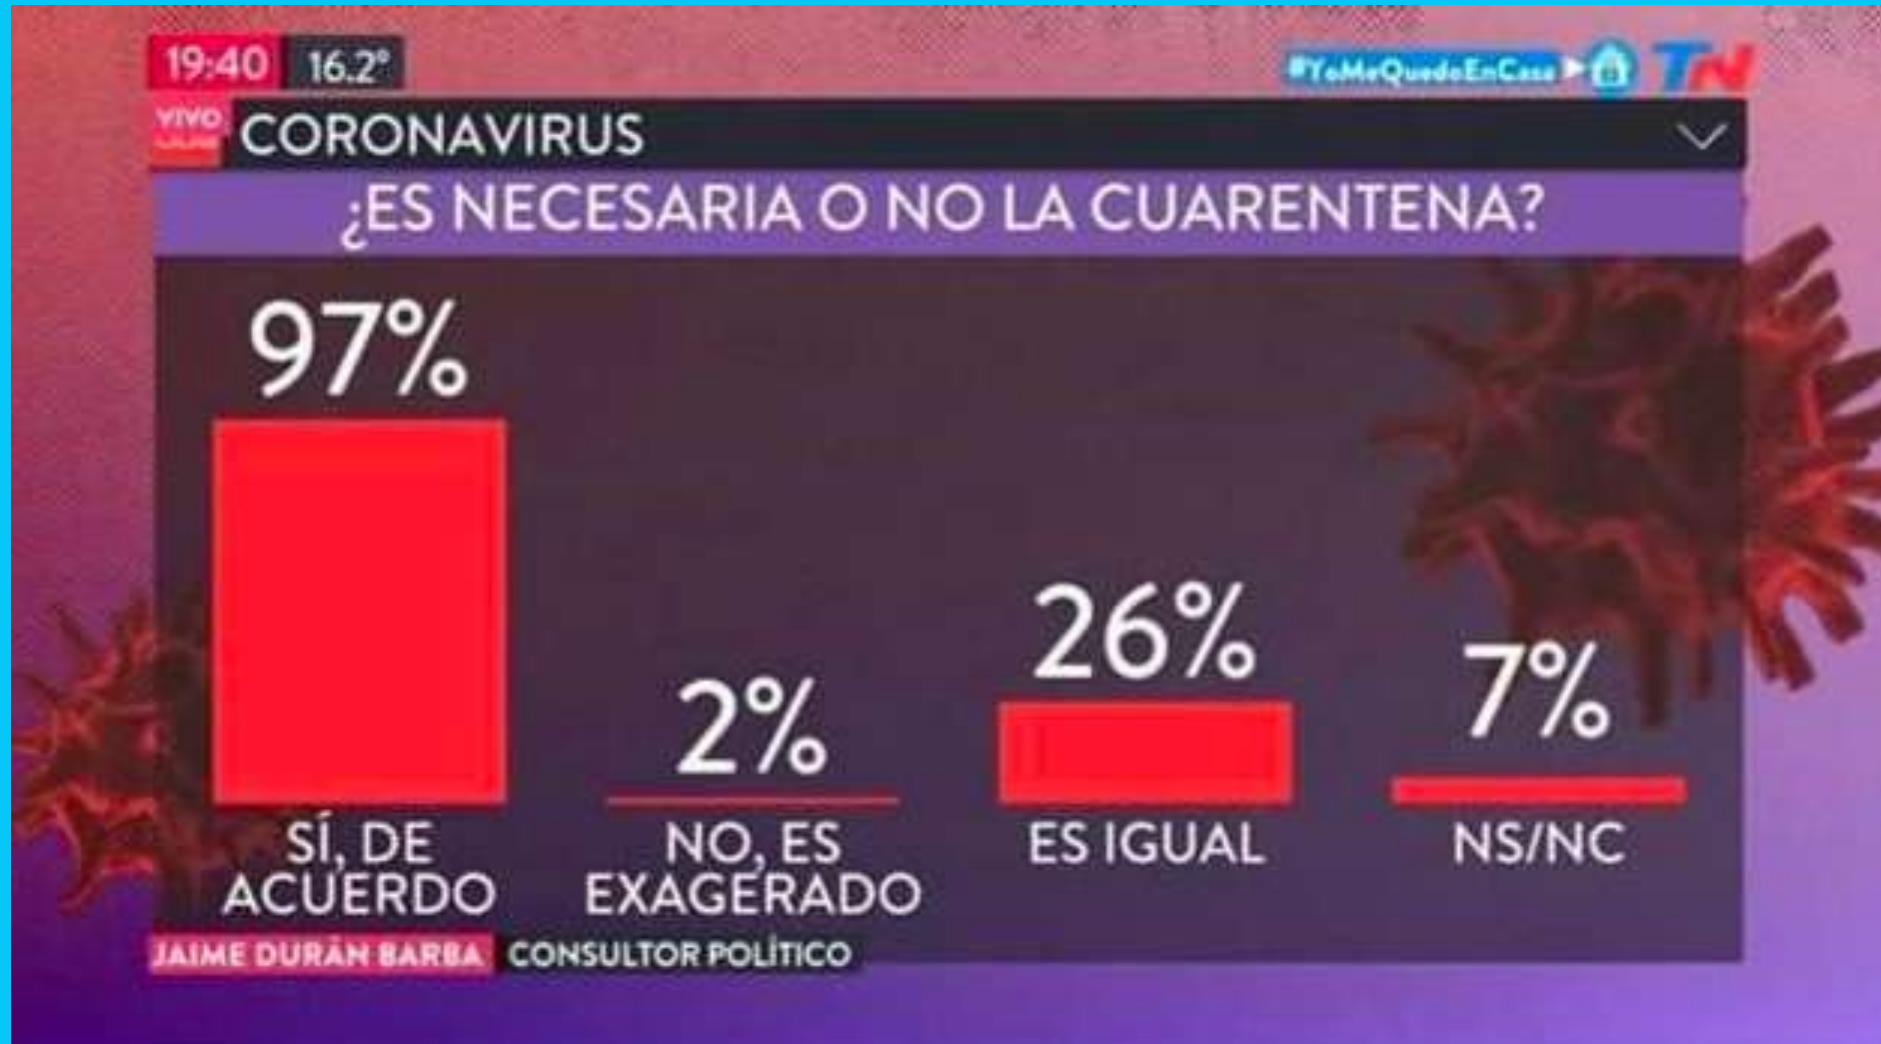 19:40 16.2°
#YoMeQuedoEnCasa TN
VIVO
CORONAVIRUS
¿ES NECESARIA O NO LA CUARENTENA?
97%
2%
26%
7%
SÍ, DE
ACUERDO
NO, ES
EXAGERADO
ES IGUAL
NS/NC
JAIME DURÁN BARBA CONSULTOR POLÍTICO